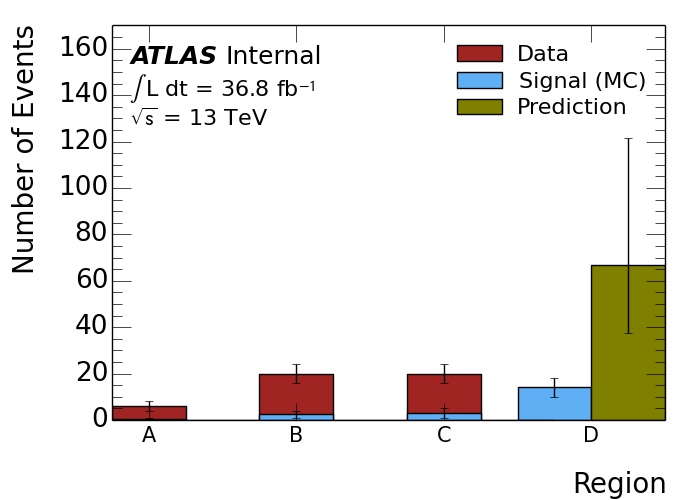 Number of Events
160
140
120
100
80
60
40
20
0
ATLAS Internal
∫L dt = 36.8 fb⁻¹
√s = 13 TeV
Data
Signal (MC)
Prediction
A B C D
Region